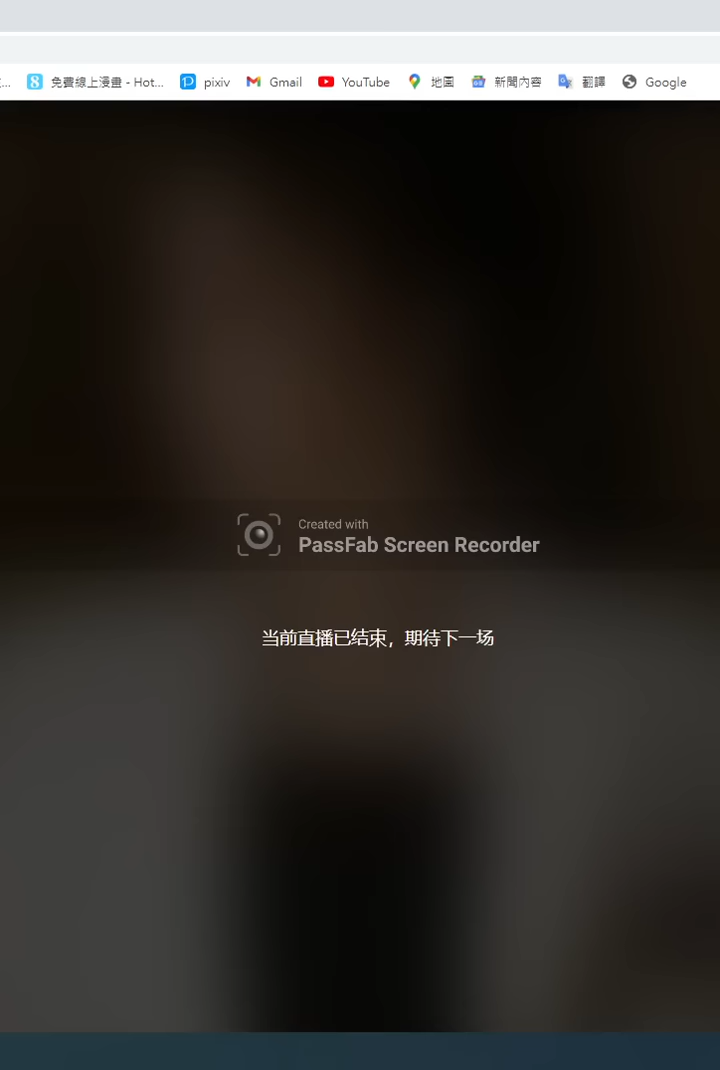 免費線上漫畫 - Hot... pixiv Gmail YouTube 地圖 新聞內容 翻譯 Google
Created with
PassFab Screen Recorder
当前直播已结束，期待下一场